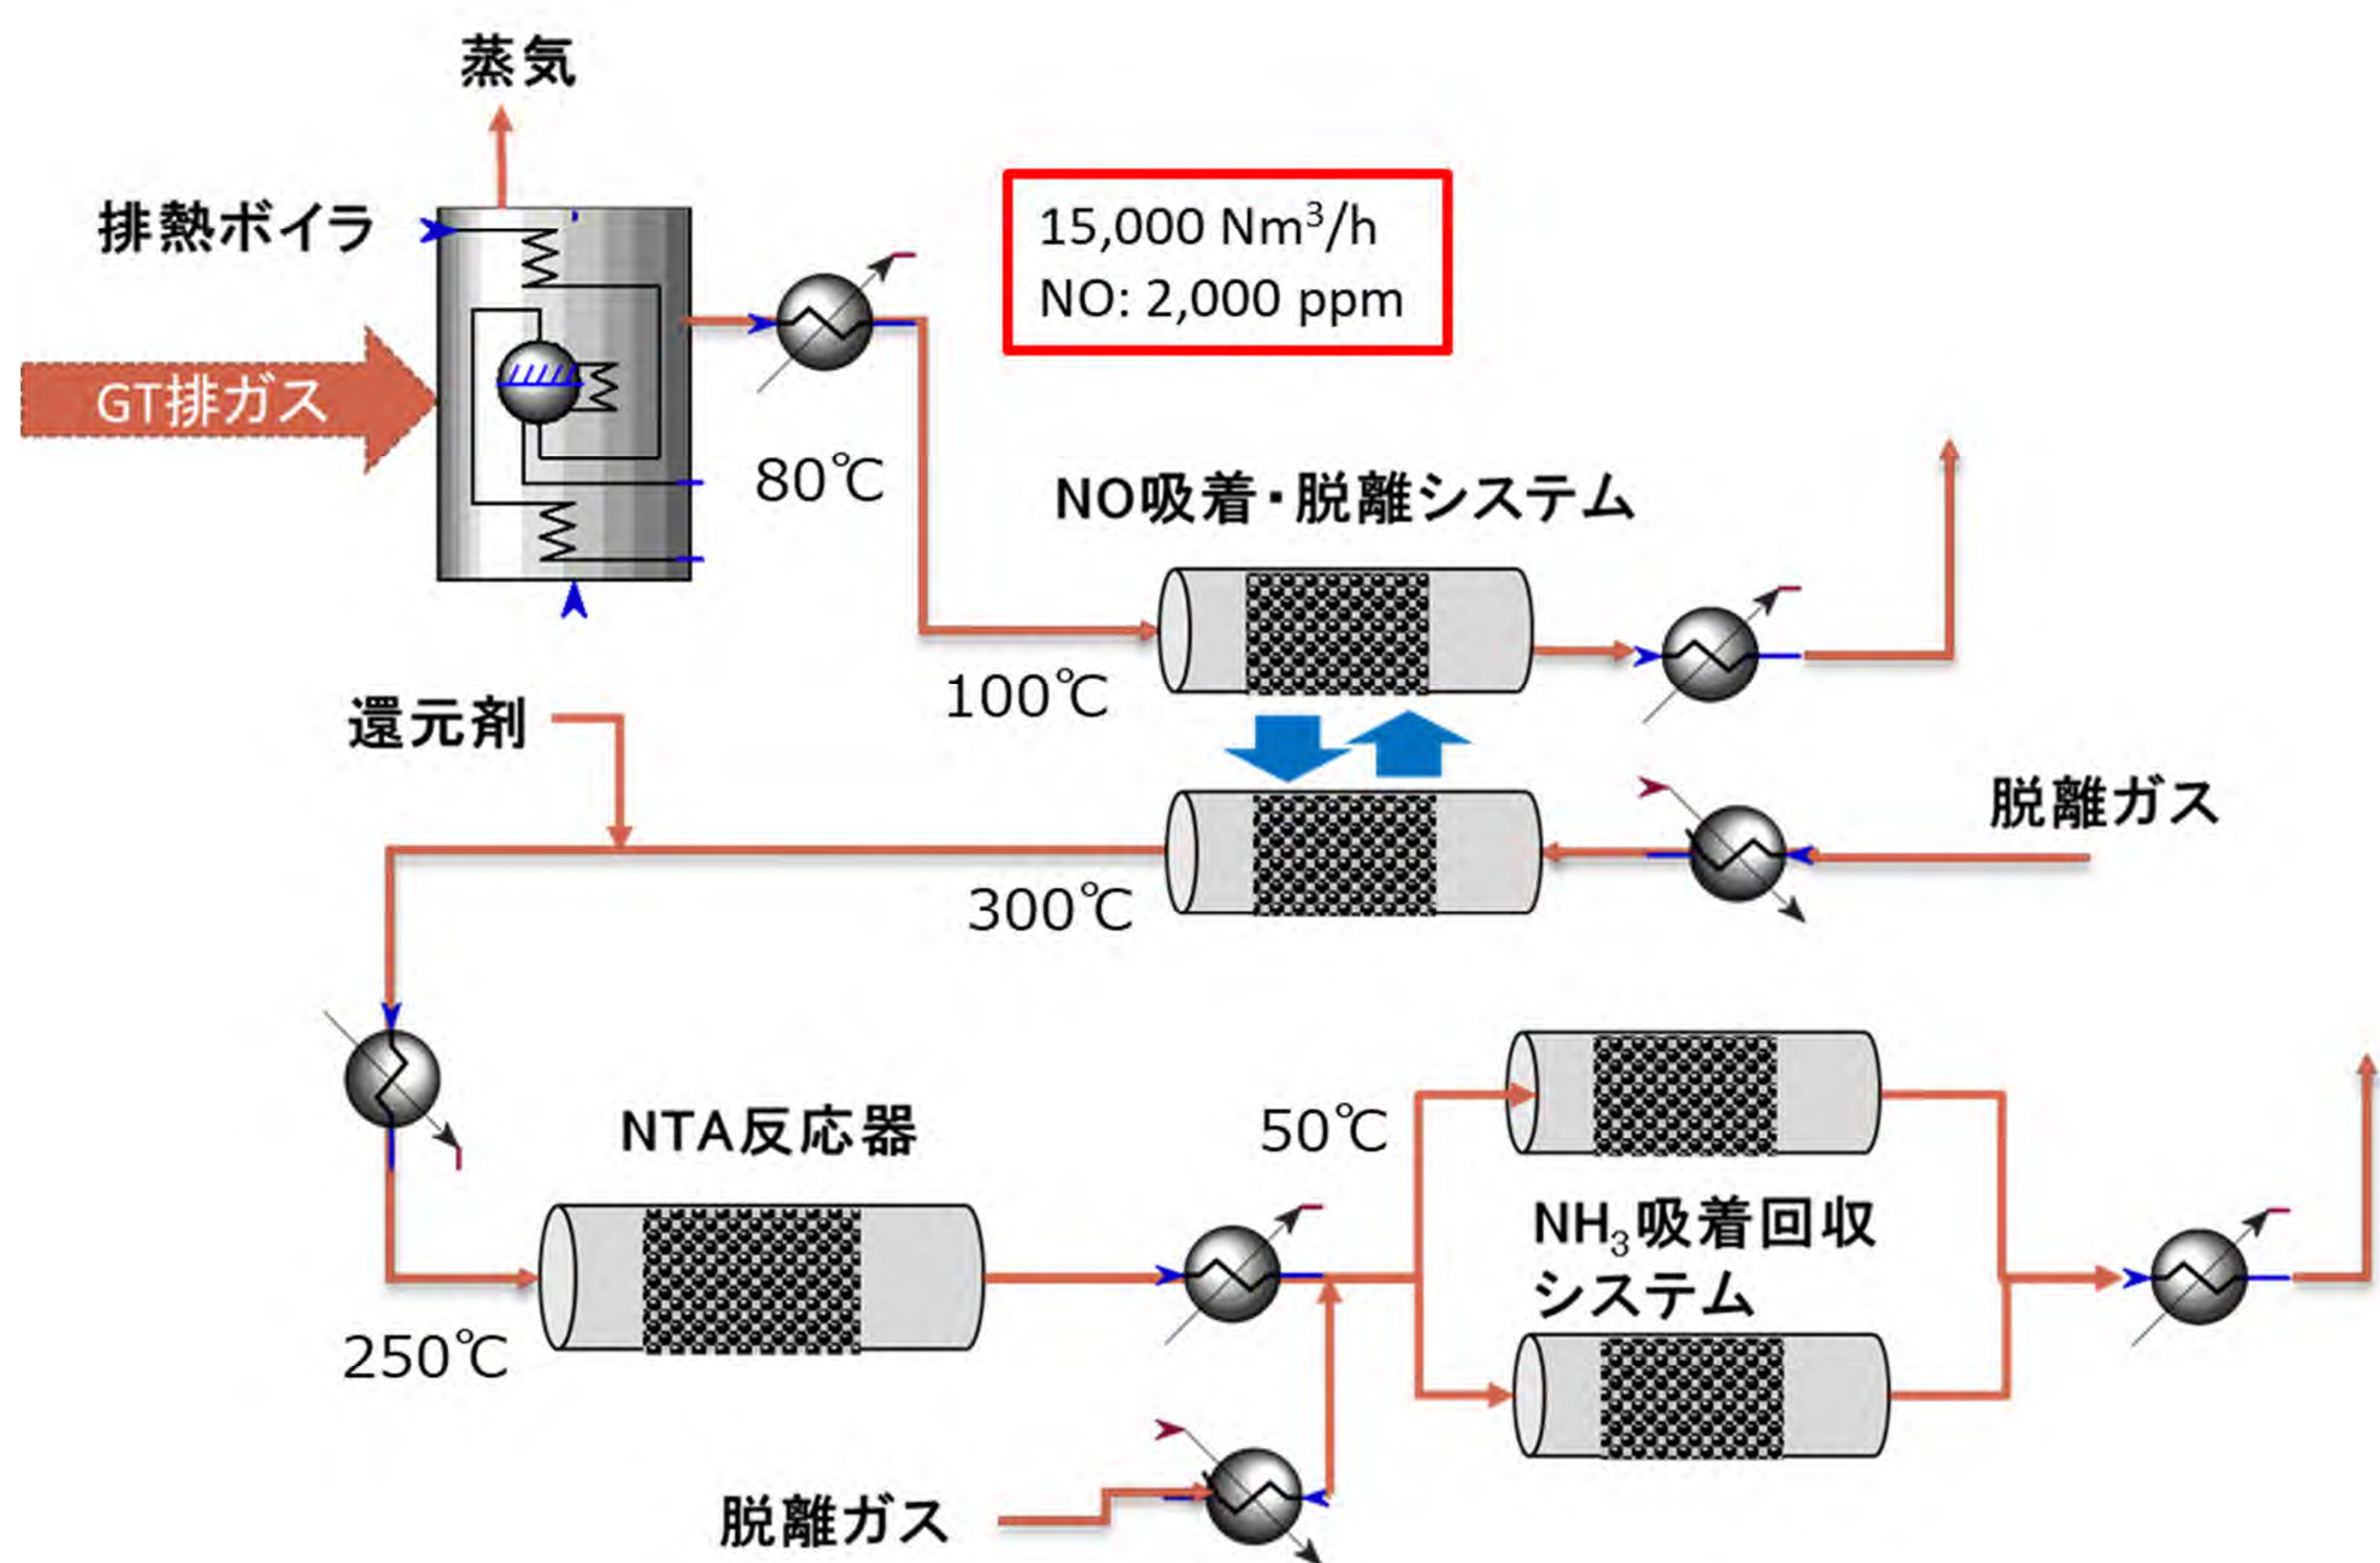 蒸気
排熱ボイラ
15,000 Nm³/h
NO: 2,000 ppm
GT排ガス
80℃
NO吸着・脱離システム
100℃
還元剤
脱離ガス
300℃
NTA反応器
50℃
NH₃吸着回収
システム
250℃
脱離ガス